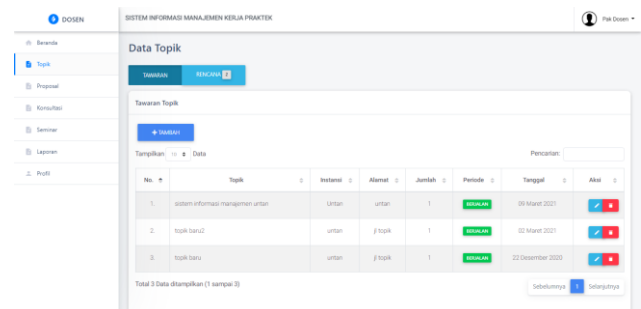 DOSEN
SISTEM INFORMASI MANAJEMEN KERJA PRAKTEK
Pak Dosen
Beranda
Topik
Proposal
Konsultasi
Seminar
Laporan
Profil
Data Topik
TAWARAN
RENCANA
Tawaran Topik
+ TAMBAH
Tampilkan 10 Data
Pencarian:
No. Topik Instansi Alamat Jumlah Periode Tanggal Aksi
1. sistem informasi manajemen untan Untan untan 1 BERJALAN 09 Maret 2021
2. topik baru2 untan jl topik 1 BERJALAN 02 Maret 2021
3. topik baru untan jl topik 1 BERJALAN 22 Desember 2020
Total 3 Data ditampilkan (1 sampai 3)
Sebelumnya 1 Selanjutnya